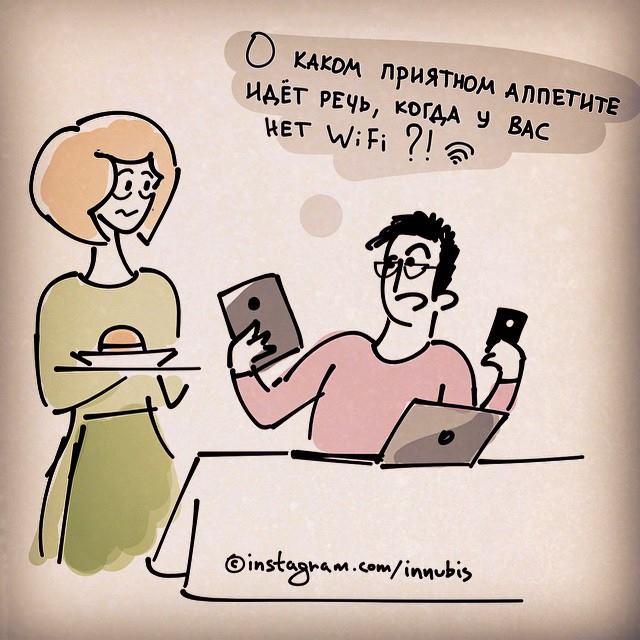 О КАКОМ ПРИЯТНОМ АППЕТИТЕ
ИДЁТ РЕЧЬ, КОГДА У ВАС
НЕТ WiFi ?!
©instagram.com/innubis